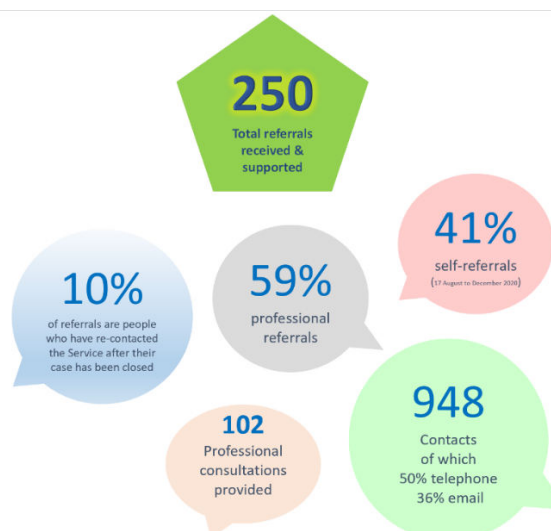 250
Total referrals
received &
supported
41%
self-referrals
(17 August to December 2020)
10%
of referrals are people
who have re-contacted
the Service after their
case has been closed
59%
professional
referrals
102
Professional
consultations
provided
948
Contacts
of which
50% telephone
36% email